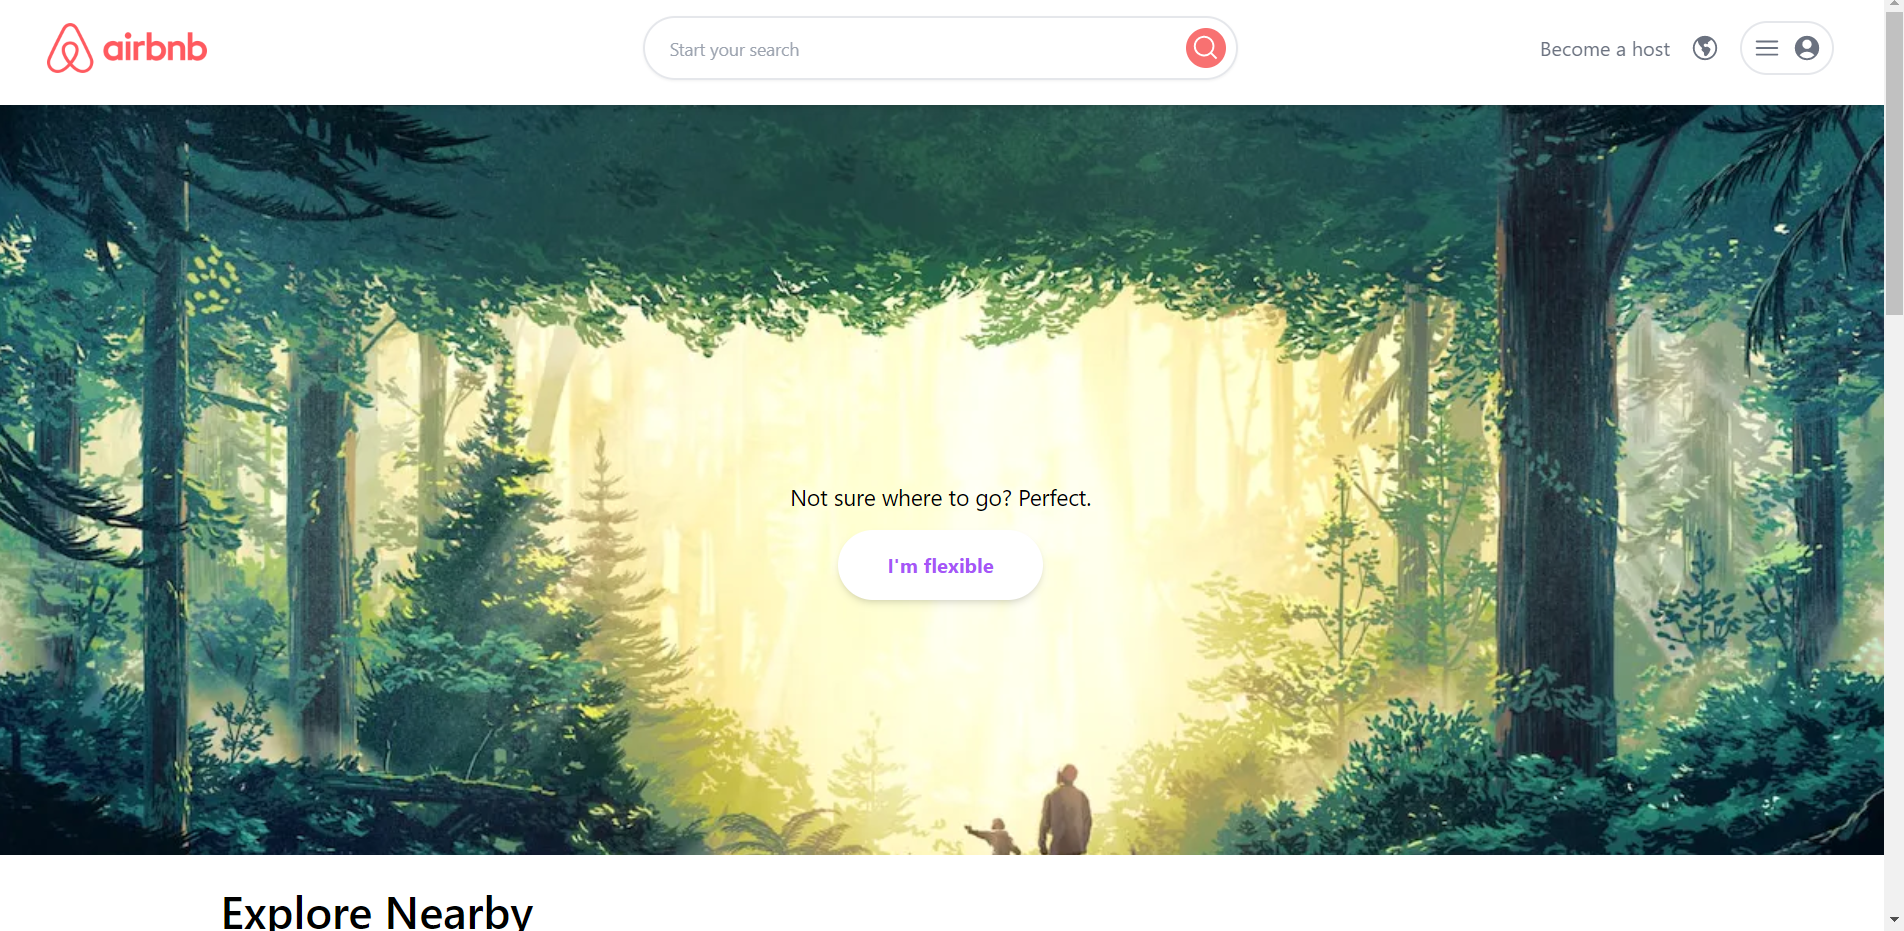 airbnb
Start your search
Become a host
Not sure where to go? Perfect.
I'm flexible
Explore Nearby